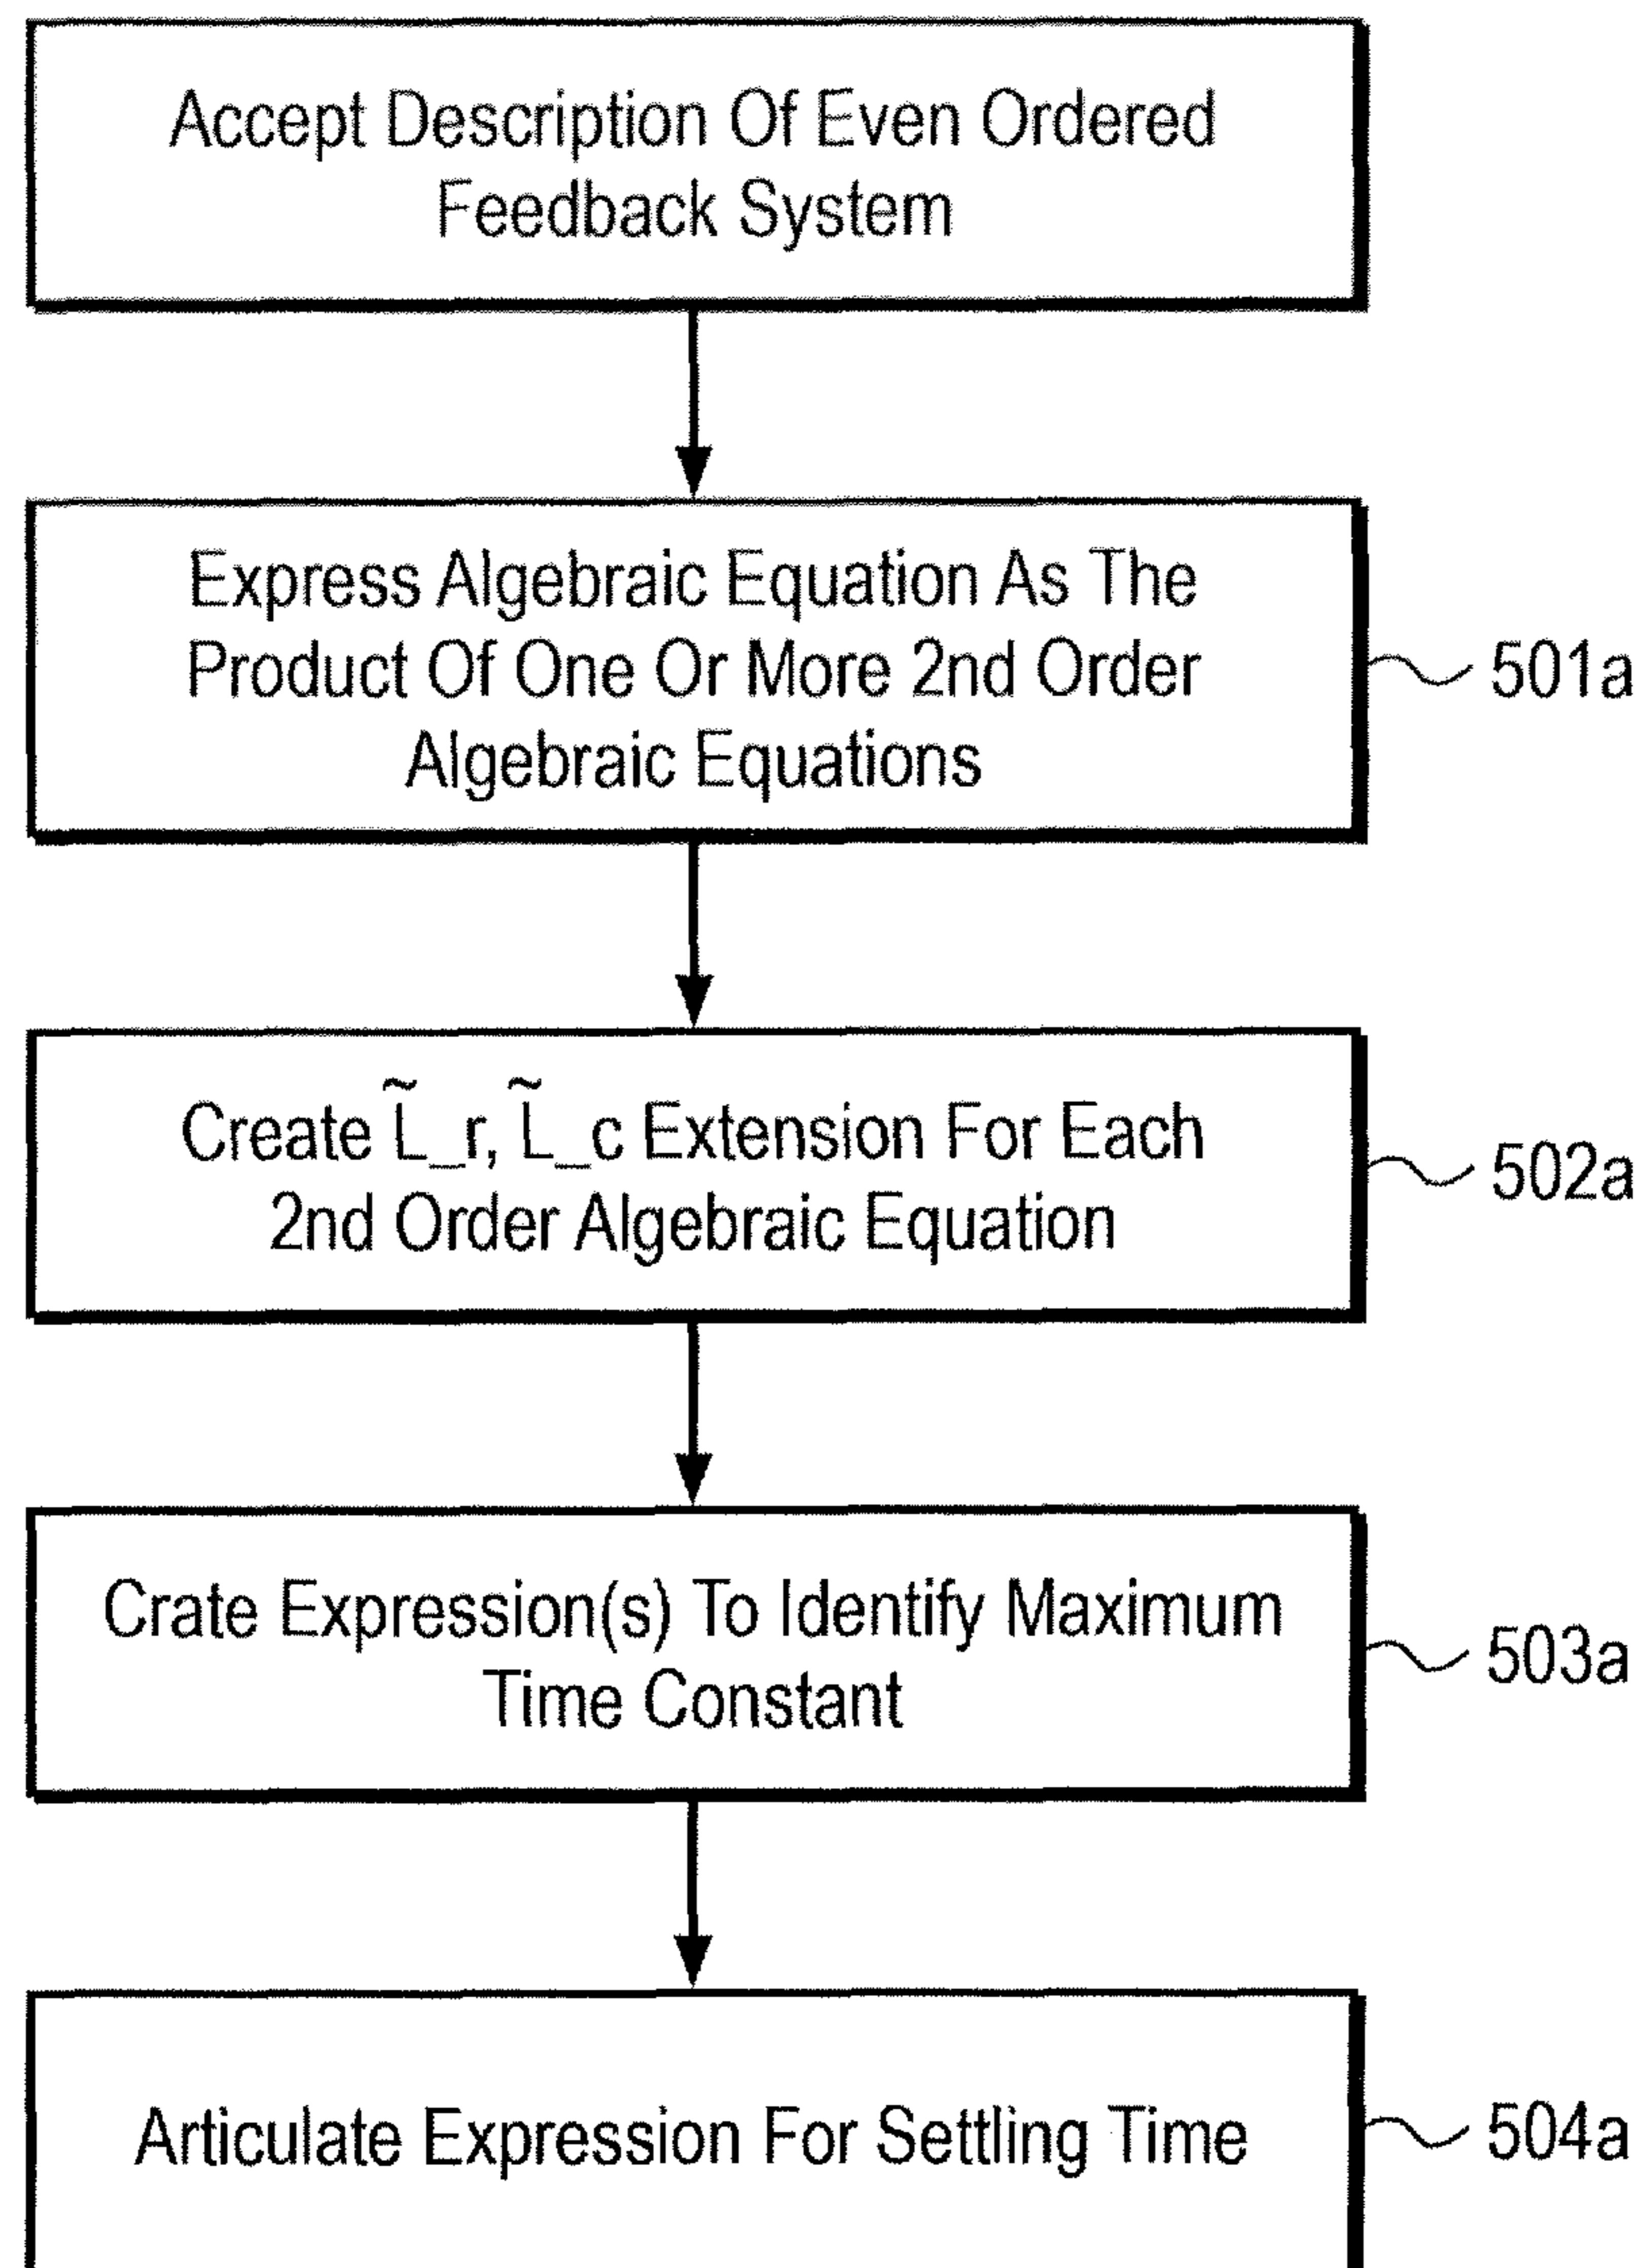 Accept Description Of Even Ordered
Feedback System
Express Algebraic Equation As The
Product Of One Or More 2nd Order
Algebraic Equations
501a
Create L̃_r, L̃_c Extension For Each
2nd Order Algebraic Equation
502a
Crate Expression(s) To Identify Maximum
Time Constant
503a
Articulate Expression For Settling Time
504a